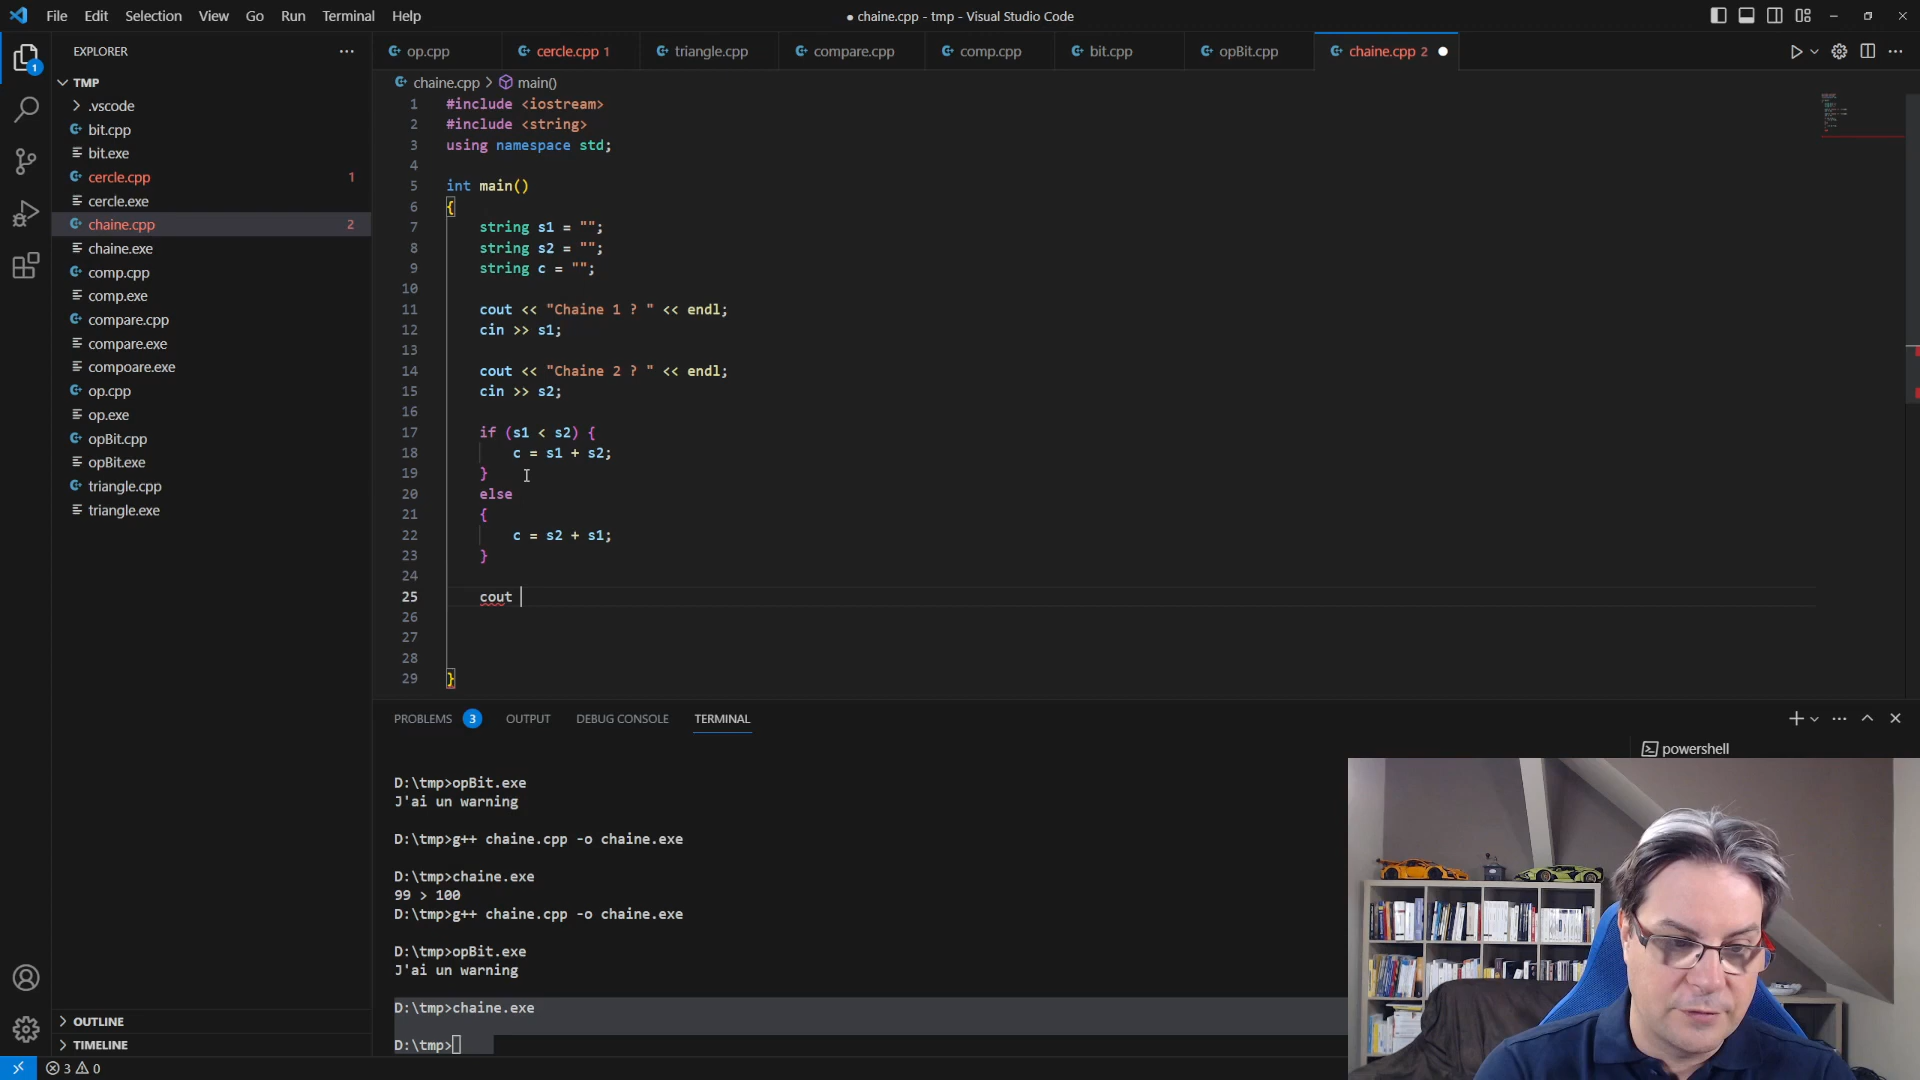 File Edit Selection View Go Run Terminal Help
● chaine.cpp - tmp - Visual Studio Code
EXPLORER
TMP
.vscode
bit.cpp
bit.exe
cercle.cpp 1
cercle.exe
chaine.cpp 2
chaine.exe
comp.cpp
comp.exe
compare.cpp
compare.exe
compoare.exe
op.cpp
op.exe
opBit.cpp
opBit.exe
triangle.cpp
triangle.exe
OUTLINE
TIMELINE
1
op.cpp cercle.cpp 1 triangle.cpp compare.cpp comp.cpp bit.cpp opBit.cpp chaine.cpp 2
chaine.cpp > main()
1 #include <iostream>
2 #include <string>
3 using namespace std;
4
5 int main()
6 {
7 string s1 = "";
8 string s2 = "";
9 string c = "";
10
11 cout << "Chaine 1 ? " << endl;
12 cin >> s1;
13
14 cout << "Chaine 2 ? " << endl;
15 cin >> s2;
16
17 if (s1 < s2) {
18 c = s1 + s2;
19 }
20 else
21 {
22 c = s2 + s1;
23 }
24
25 cout
26
27
28
29 }
PROBLEMS 3 OUTPUT DEBUG CONSOLE TERMINAL
powershell
D:\tmp>opBit.exe
J'ai un warning
D:\tmp>g++ chaine.cpp -o chaine.exe
D:\tmp>chaine.exe
99 > 100
D:\tmp>g++ chaine.cpp -o chaine.exe
D:\tmp>opBit.exe
J'ai un warning
D:\tmp>chaine.exe
D:\tmp>
3 0